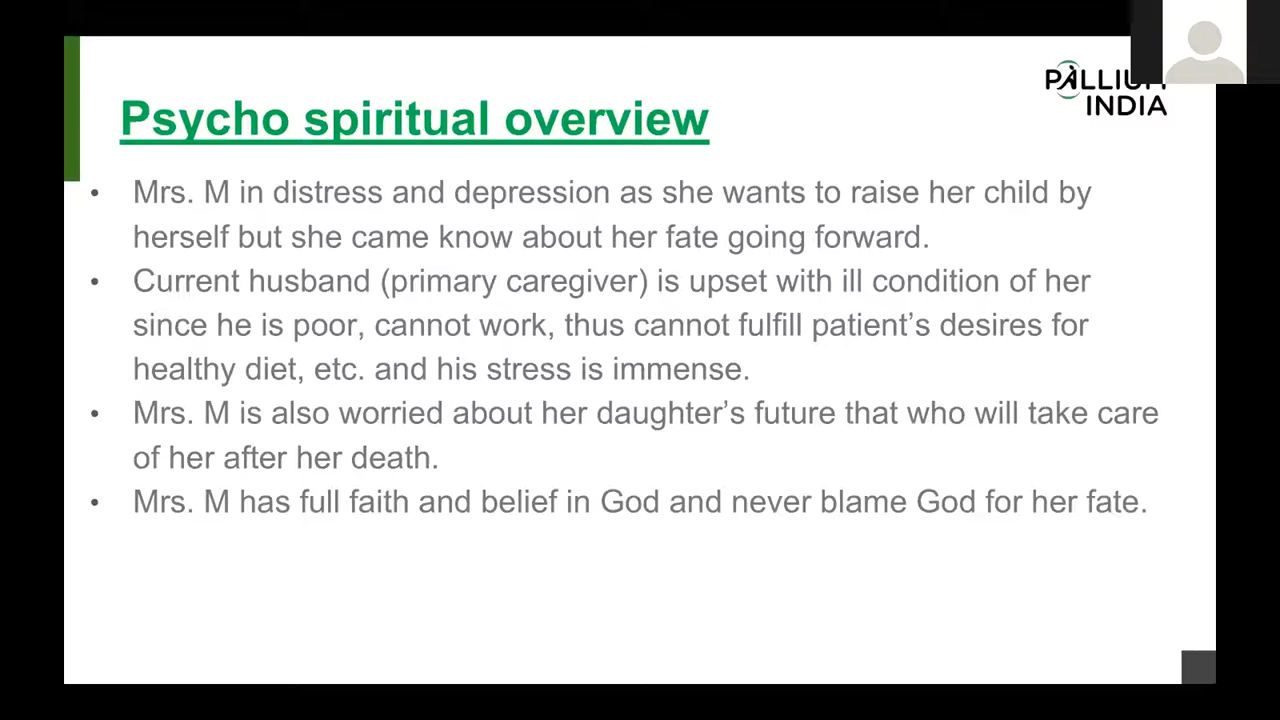 PALLIUM
INDIA
Psycho spiritual overview
• Mrs. M in distress and depression as she wants to raise her child by
herself but she came know about her fate going forward.
• Current husband (primary caregiver) is upset with ill condition of her
since he is poor, cannot work, thus cannot fulfill patient’s desires for
healthy diet, etc. and his stress is immense.
• Mrs. M is also worried about her daughter’s future that who will take care
of her after her death.
• Mrs. M has full faith and belief in God and never blame God for her fate.